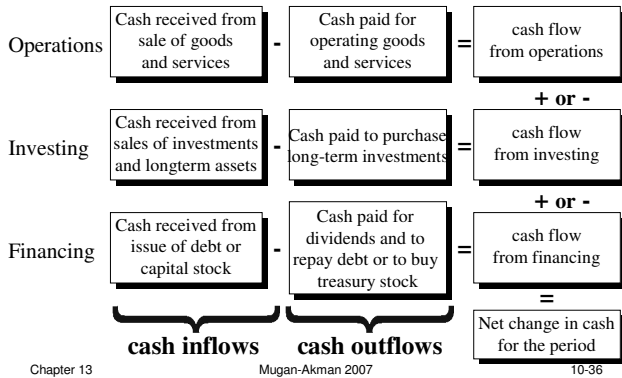 Operations
Cash received from
sale of goods
and services
-
Cash paid for
operating goods
and services
=
cash flow
from operations
+ or -
Investing
Cash received from
sales of investments
and longterm assets
-
Cash paid to purchase
long-term investments
=
cash flow
from investing
+ or -
Financing
Cash received from
issue of debt or
capital stock
-
Cash paid for
dividends and to
repay debt or to buy
treasury stock
=
cash flow
from financing
=
cash inflows
cash outflows
Net change in cash
for the period
Chapter 13
Mugan-Akman 2007
10-36